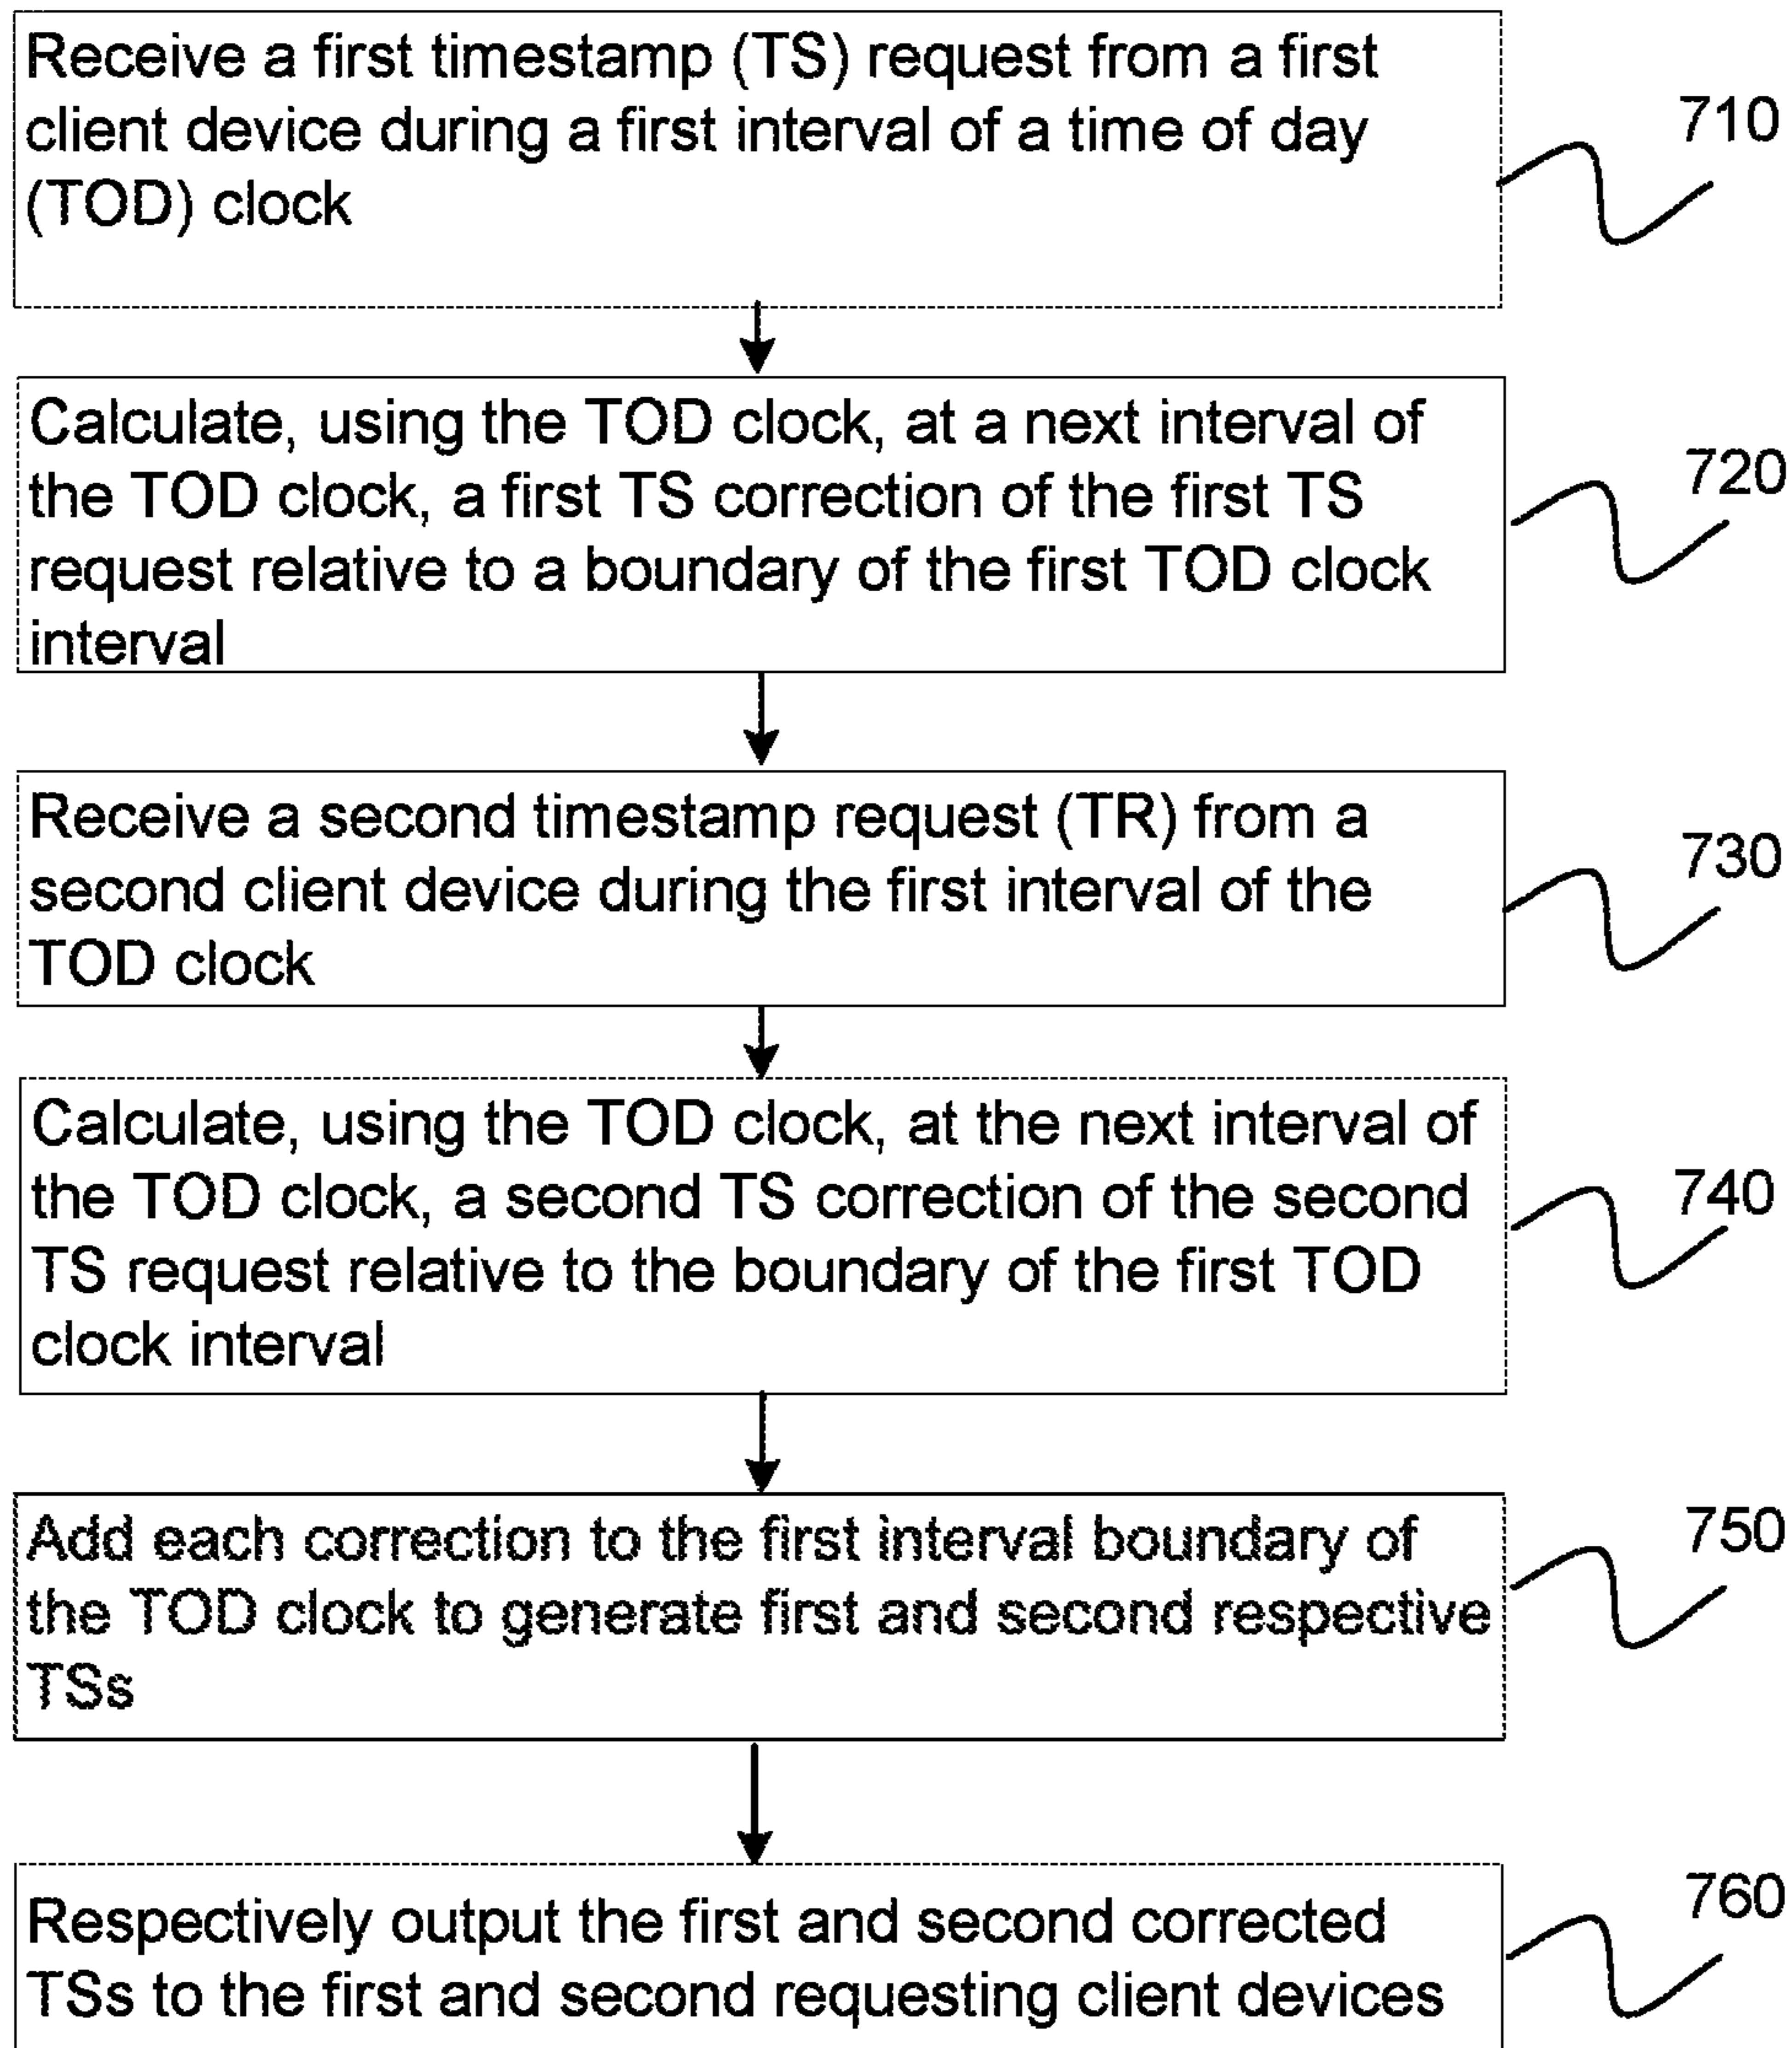 Receive a first timestamp (TS) request from a first
client device during a first interval of a time of day
(TOD) clock
710
Calculate, using the TOD clock, at a next interval of
the TOD clock, a first TS correction of the first TS
request relative to a boundary of the first TOD clock
interval
720
Receive a second timestamp request (TR) from a
second client device during the first interval of the
TOD clock
730
Calculate, using the TOD clock, at the next interval of
the TOD clock, a second TS correction of the second
TS request relative to the boundary of the first TOD
clock interval
740
Add each correction to the first interval boundary of
the TOD clock to generate first and second respective
TSs
750
Respectively output the first and second corrected
TSs to the first and second requesting client devices
760